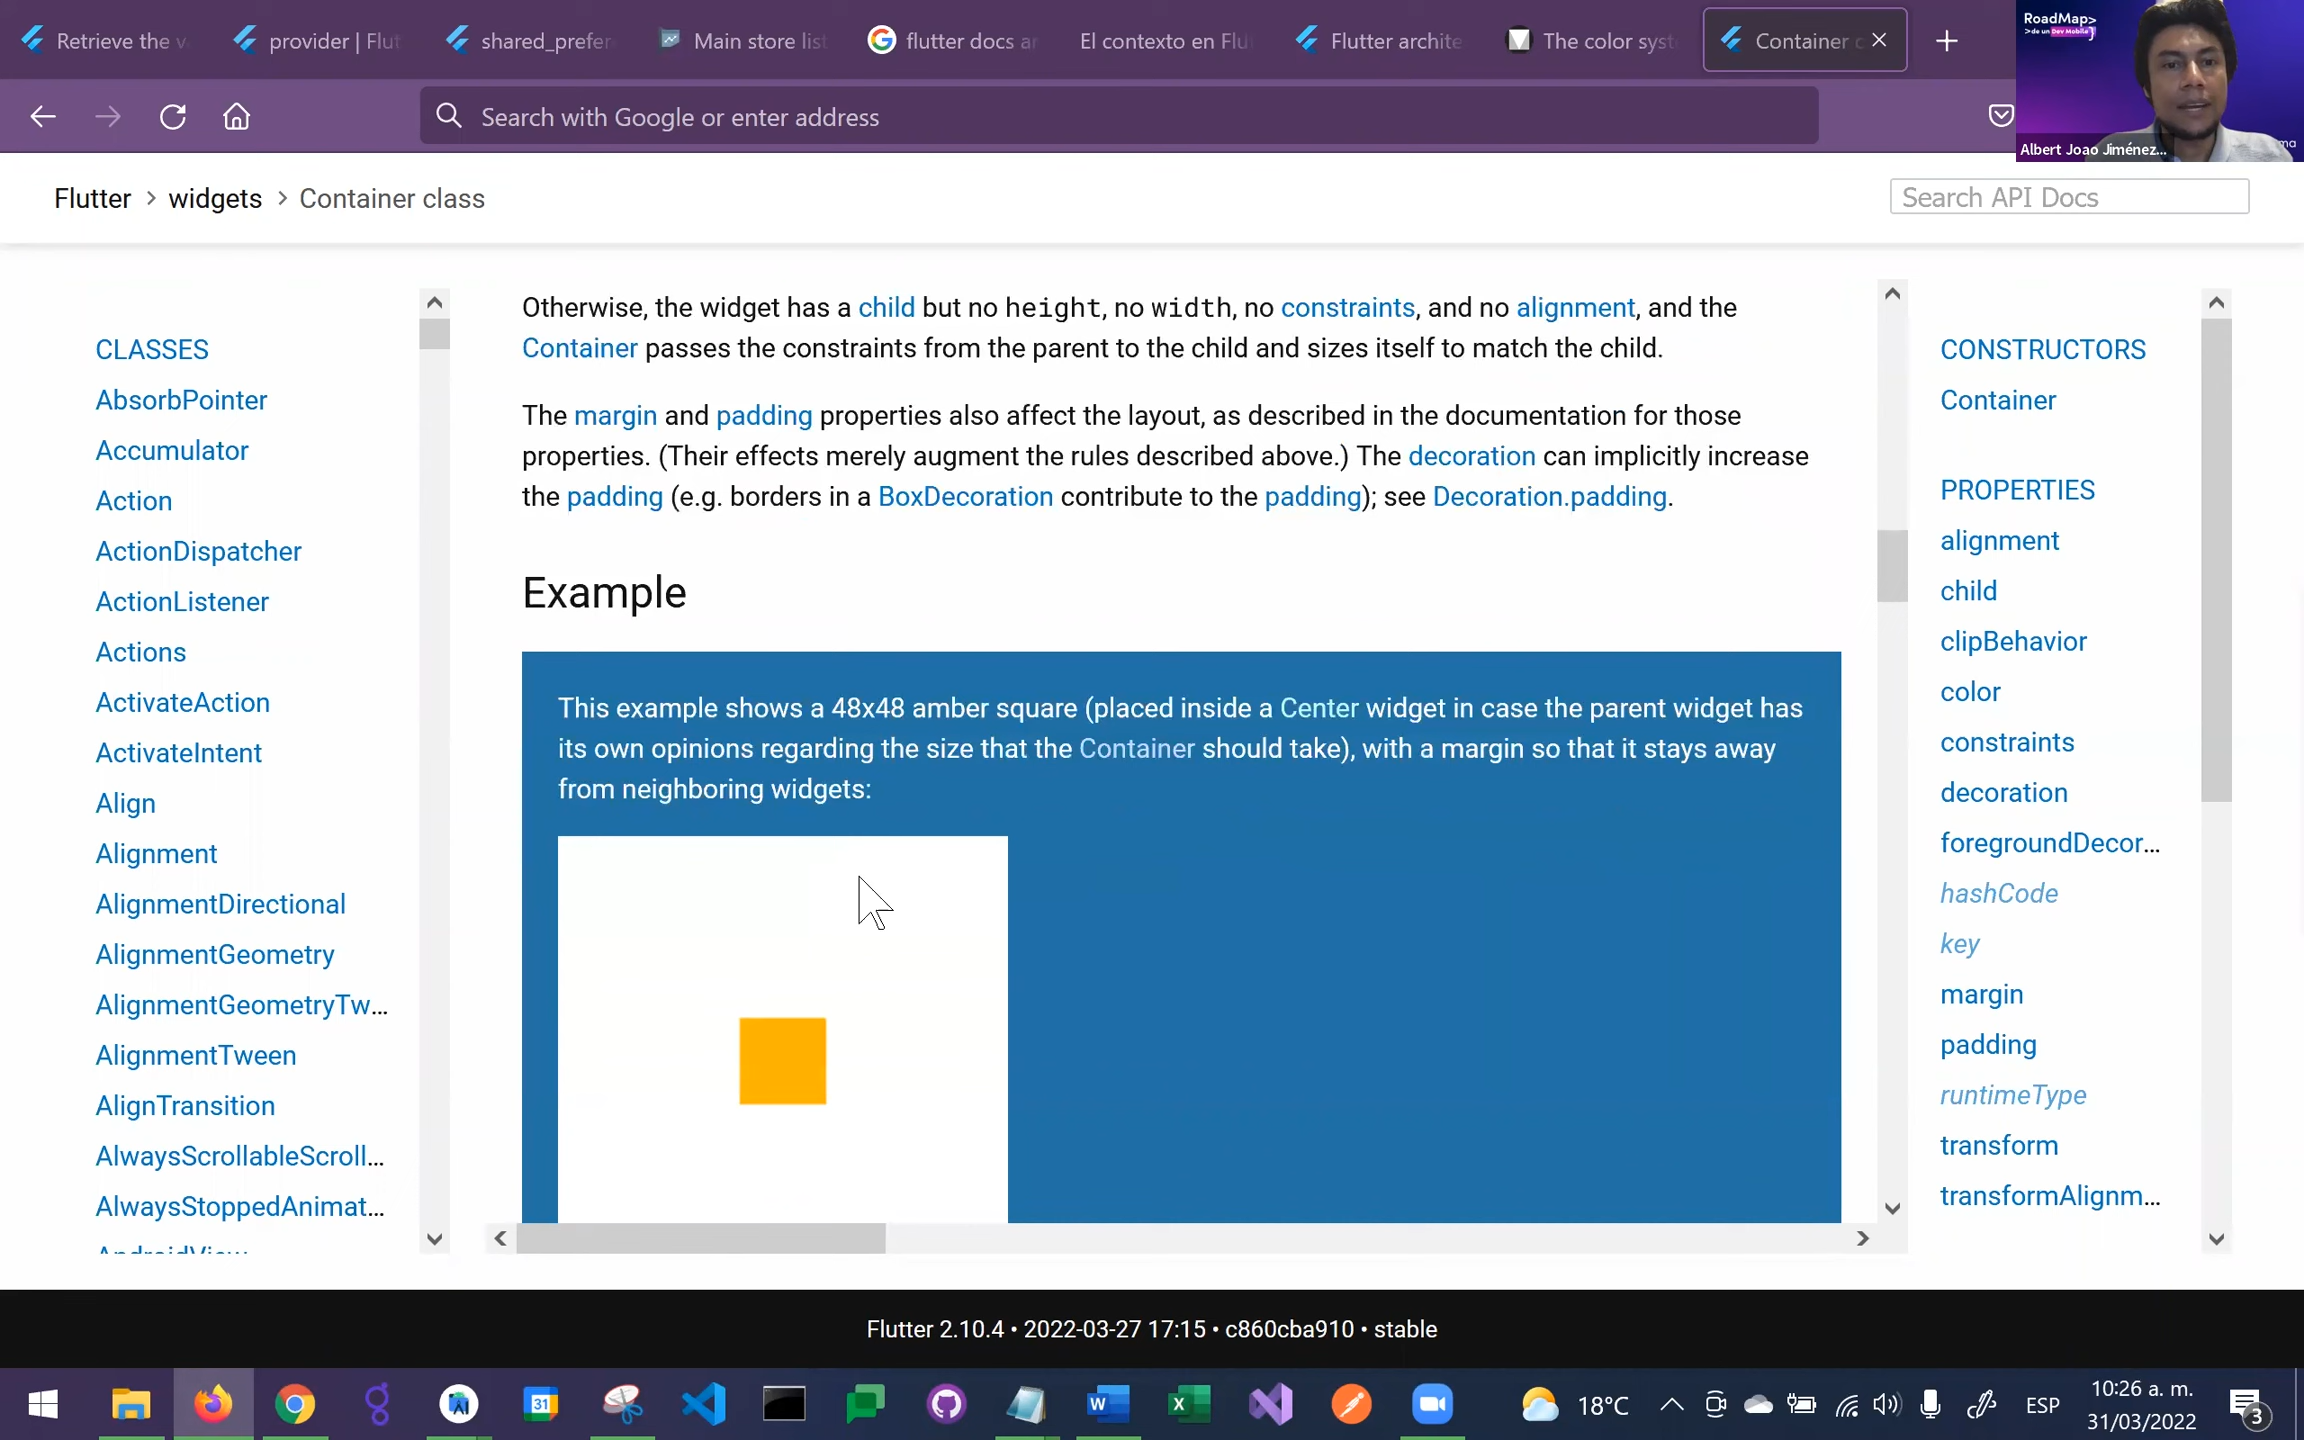 Retrieve the v
provider | Flut
shared_prefer
Main store list
flutter docs ar
El contexto en Flu
Flutter archite
The color syst
Container c
RoadMap>
>de un Dev Mobile}
Albert Joao Jiménez...
Search with Google or enter address
Flutter > widgets > Container class
Search API Docs
CLASSES
AbsorbPointer
Accumulator
Action
ActionDispatcher
ActionListener
Actions
ActivateAction
ActivateIntent
Align
Alignment
AlignmentDirectional
AlignmentGeometry
AlignmentGeometryTw...
AlignmentTween
AlignTransition
AlwaysScrollableScroll...
AlwaysStoppedAnimat...
AndroidView
Otherwise, the widget has a child but no height, no width, no constraints, and no alignment, and the
Container passes the constraints from the parent to the child and sizes itself to match the child.
The margin and padding properties also affect the layout, as described in the documentation for those
properties. (Their effects merely augment the rules described above.) The decoration can implicitly increase
the padding (e.g. borders in a BoxDecoration contribute to the padding); see Decoration.padding.
Example
This example shows a 48x48 amber square (placed inside a Center widget in case the parent widget has
its own opinions regarding the size that the Container should take), with a margin so that it stays away
from neighboring widgets:
CONSTRUCTORS
Container
PROPERTIES
alignment
child
clipBehavior
color
constraints
decoration
foregroundDecor...
hashCode
key
margin
padding
runtimeType
transform
transformAlignm...
Flutter 2.10.4 • 2022-03-27 17:15 • c860cba910 • stable
31
18°C
ESP
10:26 a. m.
31/03/2022
3